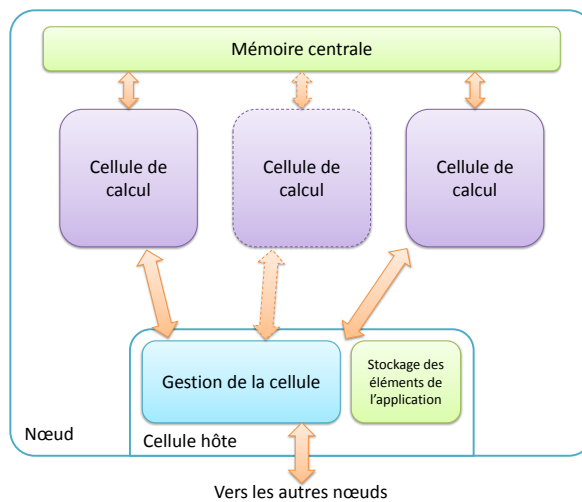 Mémoire centrale
Cellule de
calcul
Cellule de
calcul
Cellule de
calcul
Gestion de la cellule
Stockage des
éléments de
l'application
Nœud
Cellule hôte
Vers les autres nœuds